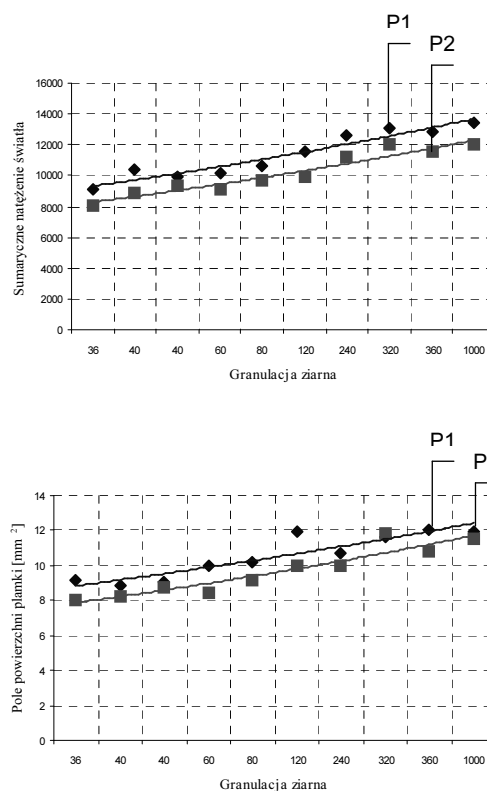 P1
P2
16000
14000
12000
10000
8000
6000
4000
2000
0
Sumaryczne natężenie światła
36 40 40 60 80 120 240 320 360 1000
Granulacja ziarna
P1
P
14
12
10
8
6
4
2
0
Pole powierzchni plamki [mm ²]
36 40 40 60 80 120 240 320 360 1000
Granulacja ziarna